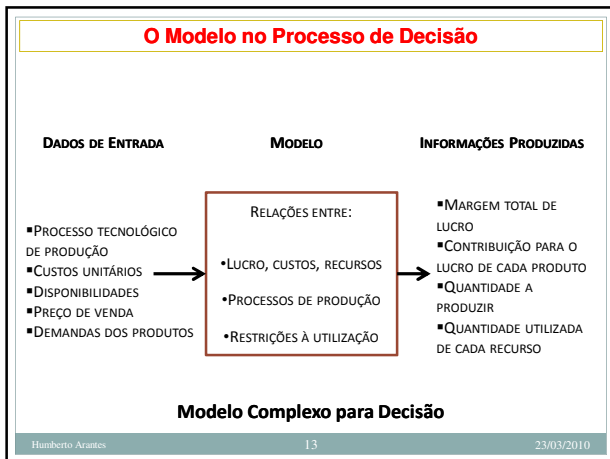 O Modelo no Processo de Decisão
DADOS DE ENTRADA
▪PROCESSO TECNOLÓGICO
DE PRODUÇÃO
▪CUSTOS UNITÁRIOS
▪DISPONIBILIDADES
▪PREÇO DE VENDA
▪DEMANDAS DOS PRODUTOS
MODELO
RELAÇÕES ENTRE:
•LUCRO, CUSTOS, RECURSOS
•PROCESSOS DE PRODUÇÃO
•RESTRIÇÕES À UTILIZAÇÃO
INFORMAÇÕES PRODUZIDAS
▪MARGEM TOTAL DE
LUCRO
▪CONTRIBUIÇÃO PARA O
LUCRO DE CADA PRODUTO
▪QUANTIDADE A
PRODUZIR
▪QUANTIDADE UTILIZADA
DE CADA RECURSO
Modelo Complexo para Decisão
Humberto Arantes
13
23/03/2010